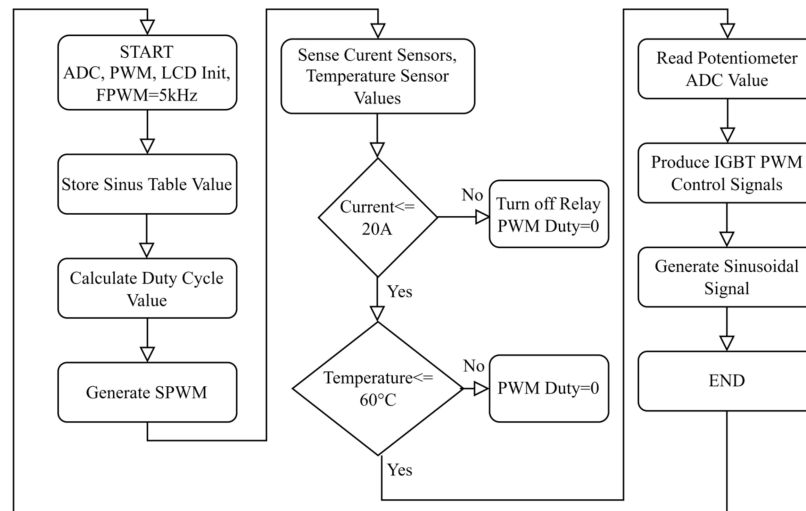 START
ADC, PWM, LCD Init,
FPWM=5kHz
Store Sinus Table Value
Calculate Duty Cycle
Value
Generate SPWM
Sense Curent Sensors,
Temperature Sensor
Values
Current<=
20A
No
Turn off Relay
PWM Duty=0
Yes
Temperature<=
60°C
No
PWM Duty=0
Yes
Read Potentiometer
ADC Value
Produce IGBT PWM
Control Signals
Generate Sinusoidal
Signal
END